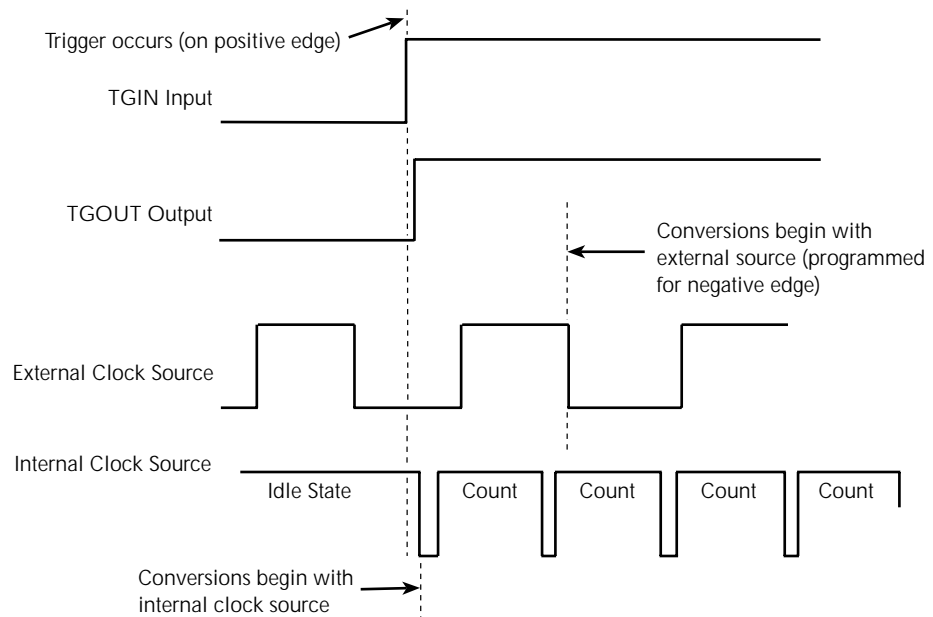 Trigger occurs (on positive edge)
TGIN Input
TGOUT Output
Conversions begin with
external source (programmed
for negative edge)
External Clock Source
Internal Clock Source
Idle State
Count
Count
Count
Count
Conversions begin with
internal clock source